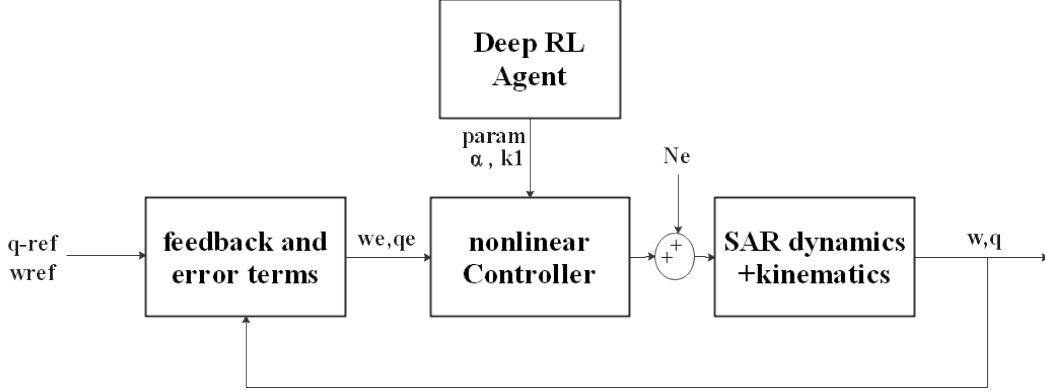 Deep RL
Agent
param
α , k1
Ne
q-ref
wref
feedback and
error terms
we,qe
nonlinear
Controller
+
+
SAR dynamics
+kinematics
w,q